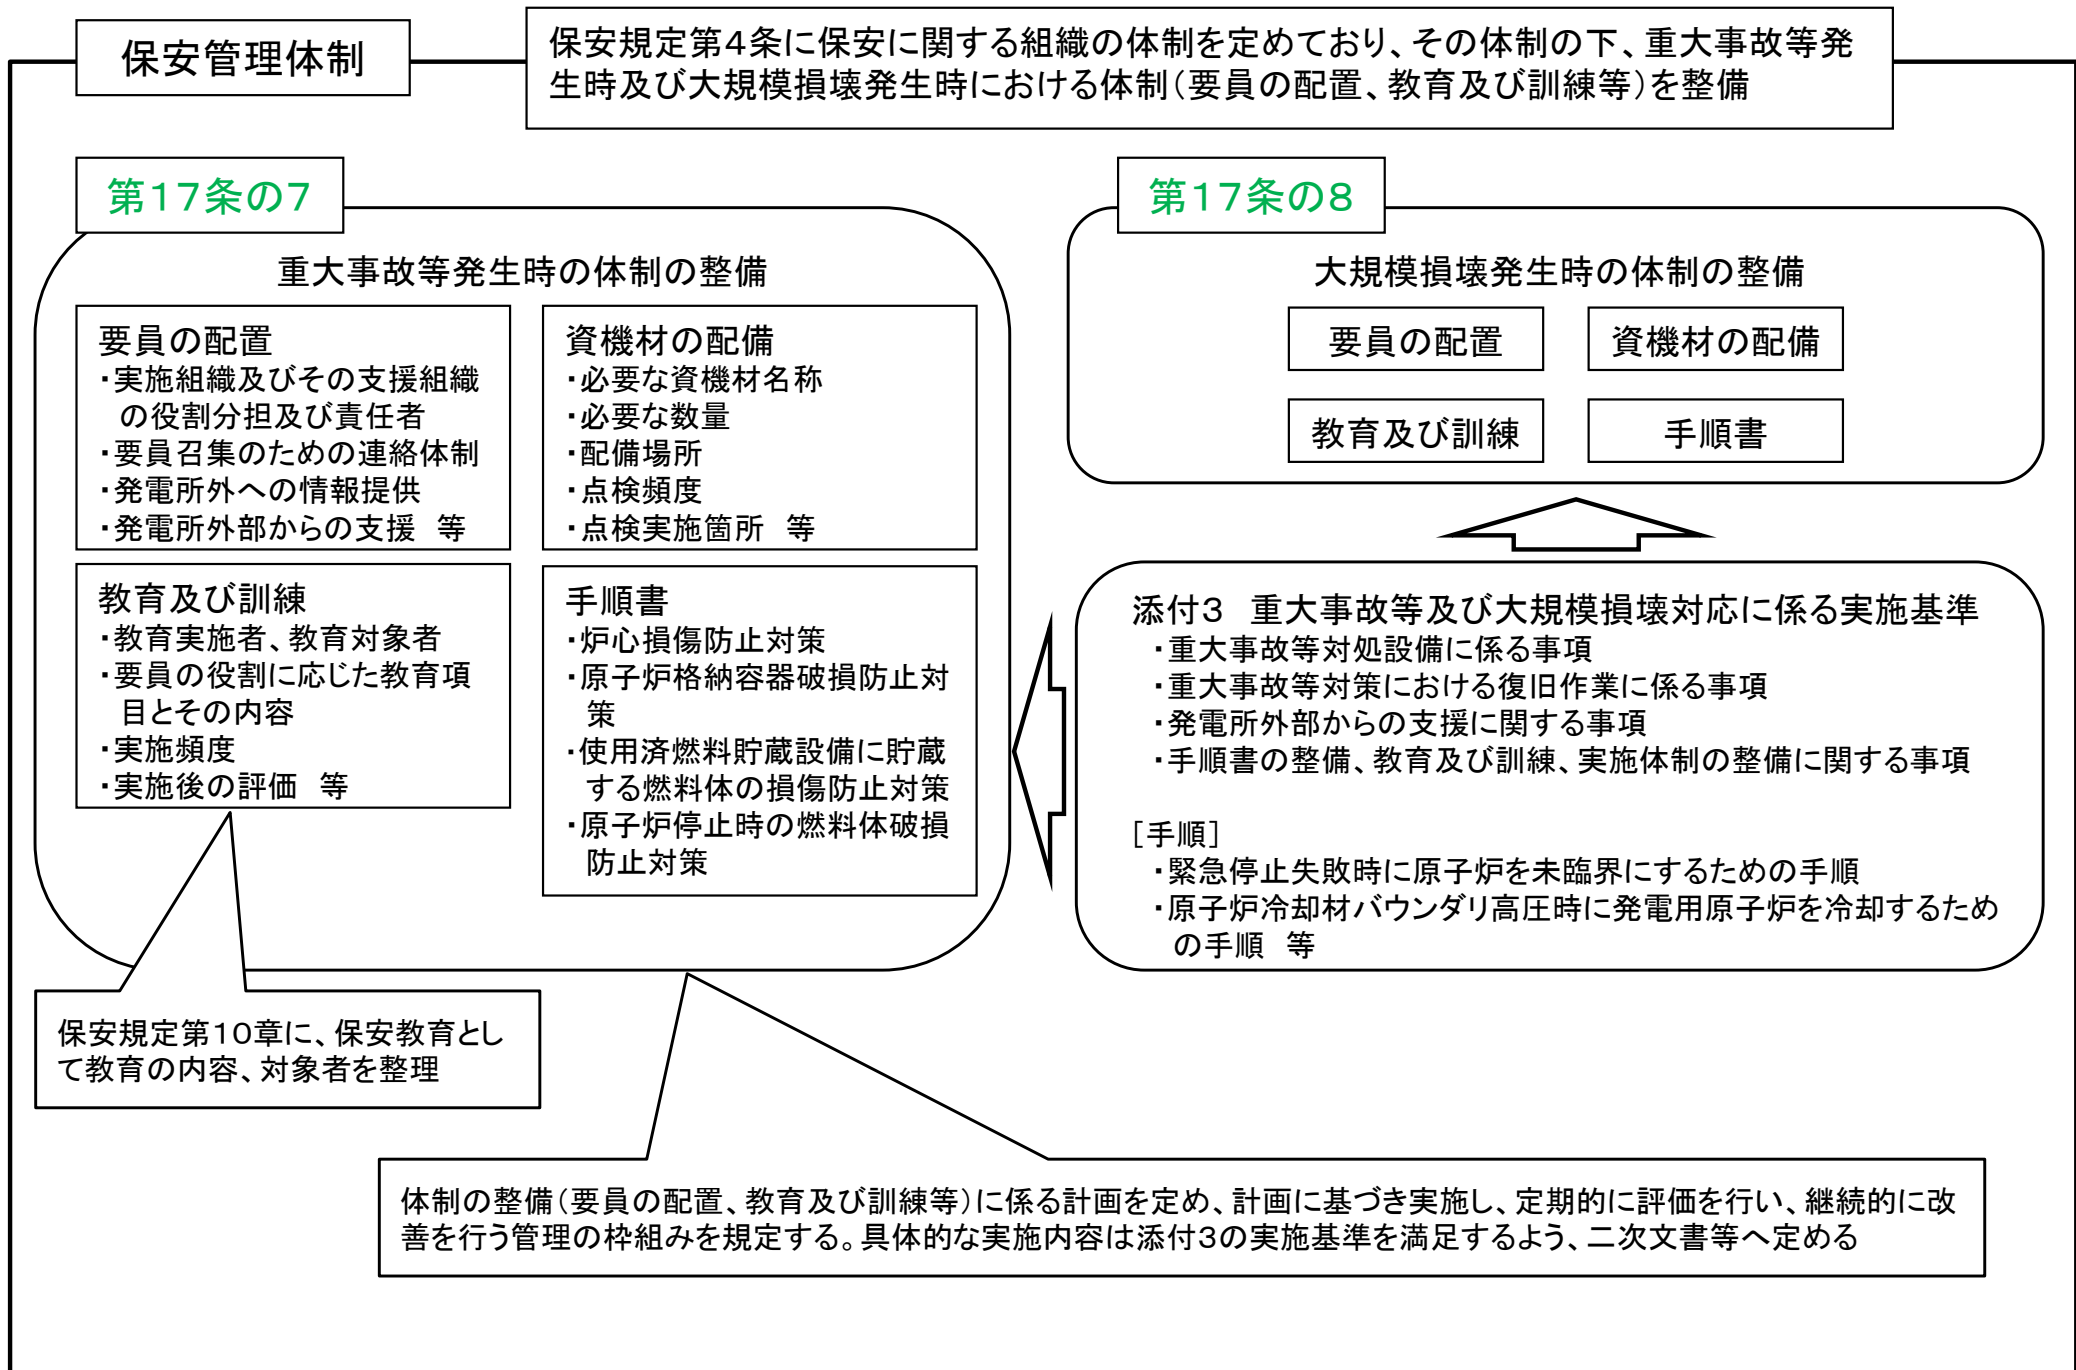 保安管理体制
保安規定第4条に保安に関する組織の体制を定めており、その体制の下、重大事故等発
生時及び大規模損壊発生時における体制（要員の配置、教育及び訓練等）を整備
第17条の7
重大事故等発生時の体制の整備
要員の配置
・実施組織及びその支援組織
の役割分担及び責任者
・要員召集のための連絡体制
・発電所外への情報提供
・発電所外部からの支援　等
資機材の配備
・必要な資機材名称
・必要な数量
・配備場所
・点検頻度
・点検実施箇所　等
教育及び訓練
・教育実施者、教育対象者
・要員の役割に応じた教育項
目とその内容
・実施頻度
・実施後の評価　等
手順書
・炉心損傷防止対策
・原子炉格納容器破損防止対
策
・使用済燃料貯蔵設備に貯蔵
する燃料体の損傷防止対策
・原子炉停止時の燃料体破損
防止対策
第17条の8
大規模損壊発生時の体制の整備
要員の配置
資機材の配備
教育及び訓練
手順書
添付3　重大事故等及び大規模損壊対応に係る実施基準
・重大事故等対処設備に係る事項
・重大事故等対策における復旧作業に係る事項
・発電所外部からの支援に関する事項
・手順書の整備、教育及び訓練、実施体制の整備に関する事項
［手順］
・緊急停止失敗時に原子炉を未臨界にするための手順
・原子炉冷却材バウンダリ高圧時に発電用原子炉を冷却するため
の手順　等
保安規定第10章に、保安教育とし
て教育の内容、対象者を整理
体制の整備（要員の配置、教育及び訓練等）に係る計画を定め、計画に基づき実施し、定期的に評価を行い、継続的に改
善を行う管理の枠組みを規定する。具体的な実施内容は添付3の実施基準を満足するよう、二次文書等へ定める